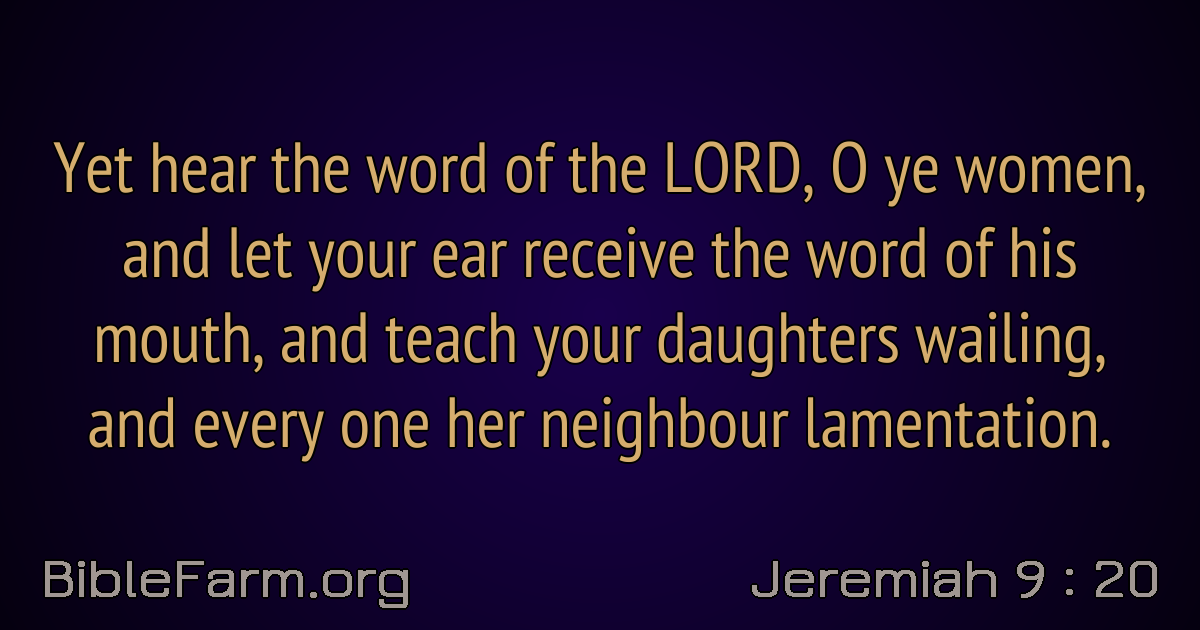 Yet hear the word of the LORD, O ye women,
and let your ear receive the word of his
mouth, and teach your daughters wailing,
and every one her neighbour lamentation.
BibleFarm.org
Jeremiah 9 : 20